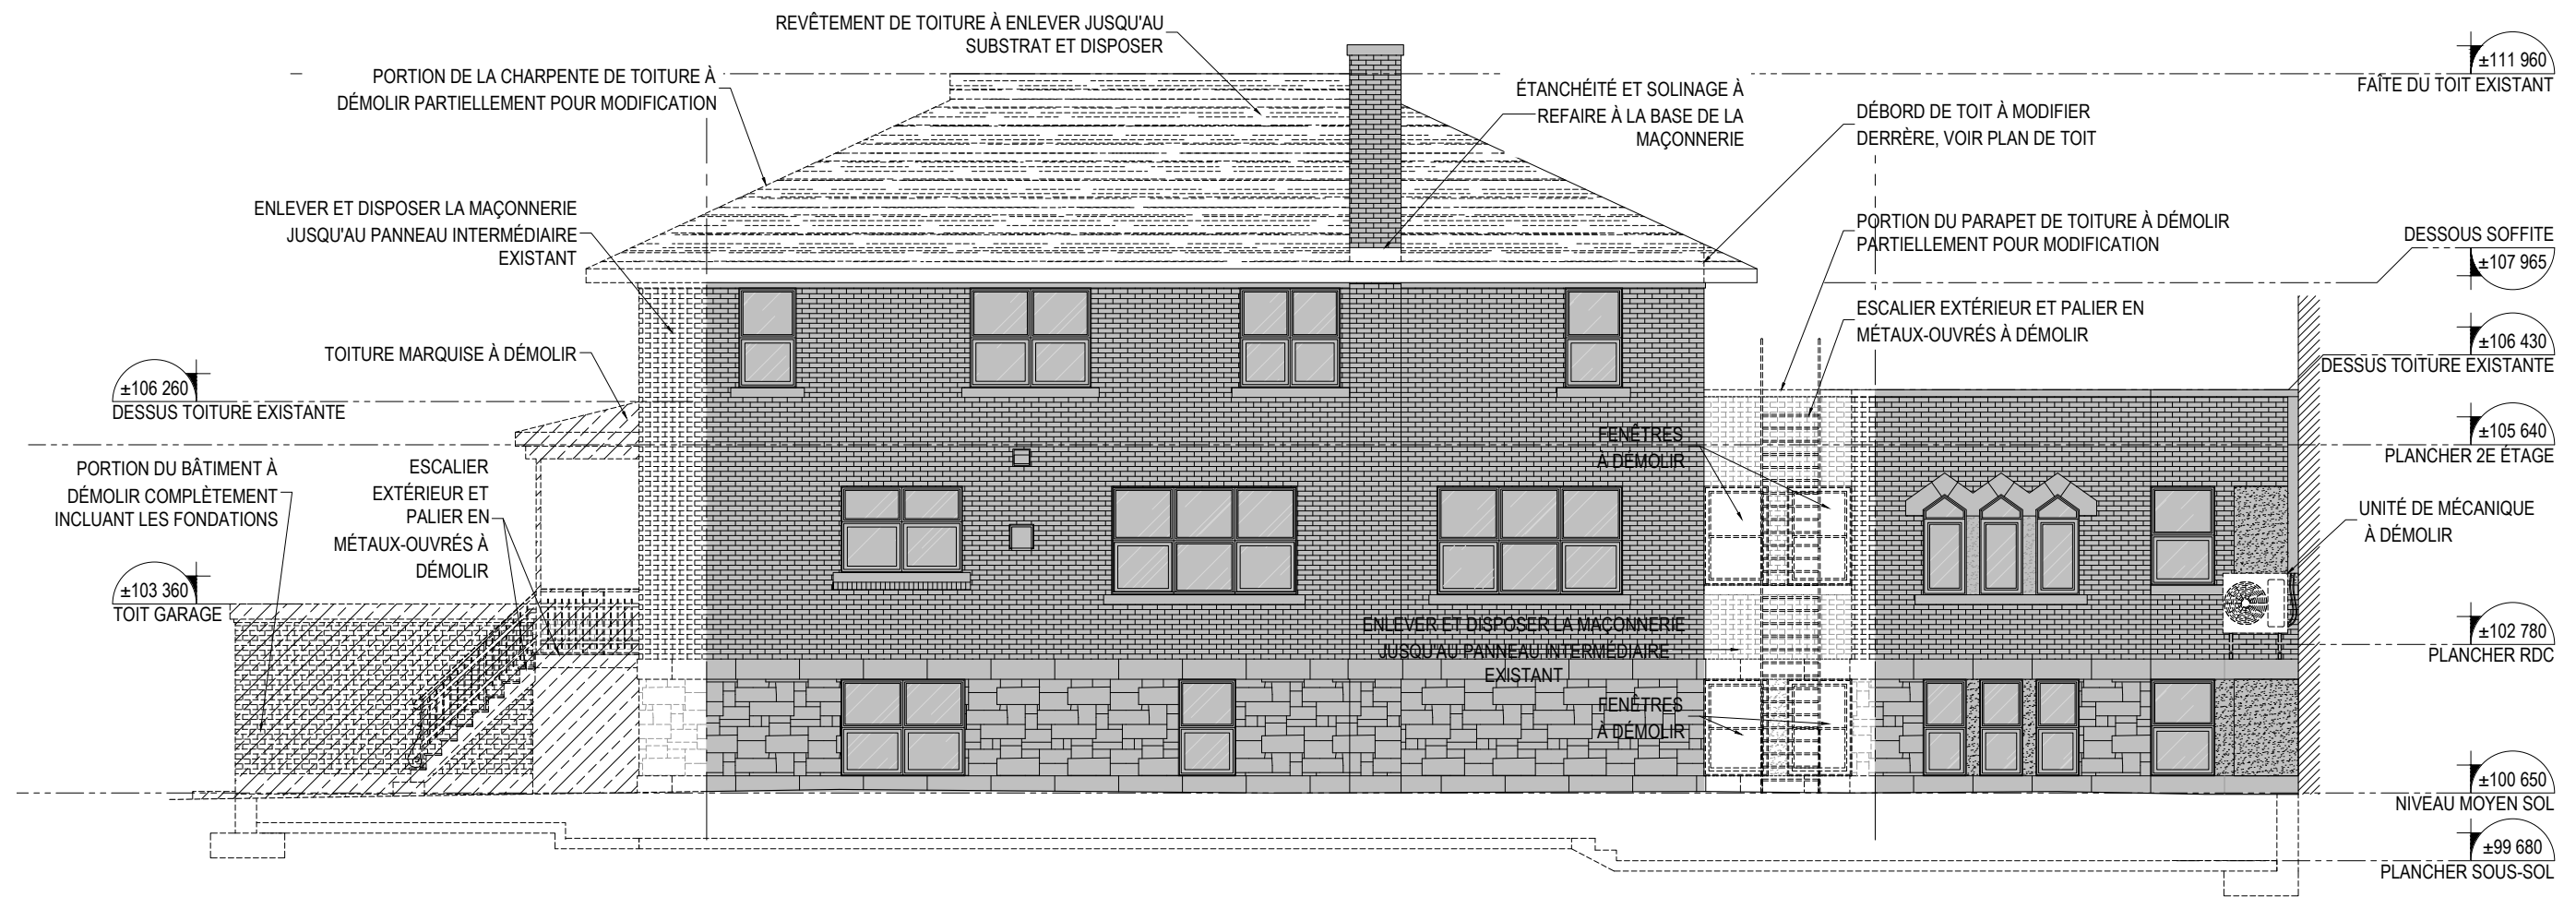 REVÊTEMENT DE TOITURE À ENLEVER JUSQU'AU
SUBSTRAT ET DISPOSER
PORTION DE LA CHARPENTE DE TOITURE À
DÉMOLIR PARTIELLEMENT POUR MODIFICATION
ÉTANCHÉITÉ ET SOLINAGE À
REFAIRE À LA BASE DE LA
MAÇONNERIE
DÉBORD DE TOIT À MODIFIER
DERRÈRE, VOIR PLAN DE TOIT
±111 960
FAÎTE DU TOIT EXISTANT
ENLEVER ET DISPOSER LA MAÇONNERIE
JUSQU'AU PANNEAU INTERMÉDIAIRE
EXISTANT
PORTION DU PARAPET DE TOITURE À DÉMOLIR
PARTIELLEMENT POUR MODIFICATION
DESSOUS SOFFITE
±107 965
ESCALIER EXTÉRIEUR ET PALIER EN
MÉTAUX-OUVRÉS À DÉMOLIR
TOITURE MARQUISE À DÉMOLIR
±106 430
DESSUS TOITURE EXISTANTE
±106 260
DESSUS TOITURE EXISTANTE
±105 640
PLANCHER 2E ÉTAGE
FENÊTRES
À DÉMOLIR
PORTION DU BÂTIMENT À
DÉMOLIR COMPLÈTEMENT
INCLUANT LES FONDATIONS
ESCALIER
EXTÉRIEUR ET
PALIER EN
MÉTAUX-OUVRÉS À
DÉMOLIR
UNITÉ DE MÉCANIQUE
À DÉMOLIR
±103 360
TOIT GARAGE
ENLEVER ET DISPOSER LA MAÇONNERIE
JUSQU'AU PANNEAU INTERMÉDIAIRE
EXISTANT
±102 780
PLANCHER RDC
FENÊTRES
À DÉMOLIR
±100 650
NIVEAU MOYEN SOL
±99 680
PLANCHER SOUS-SOL